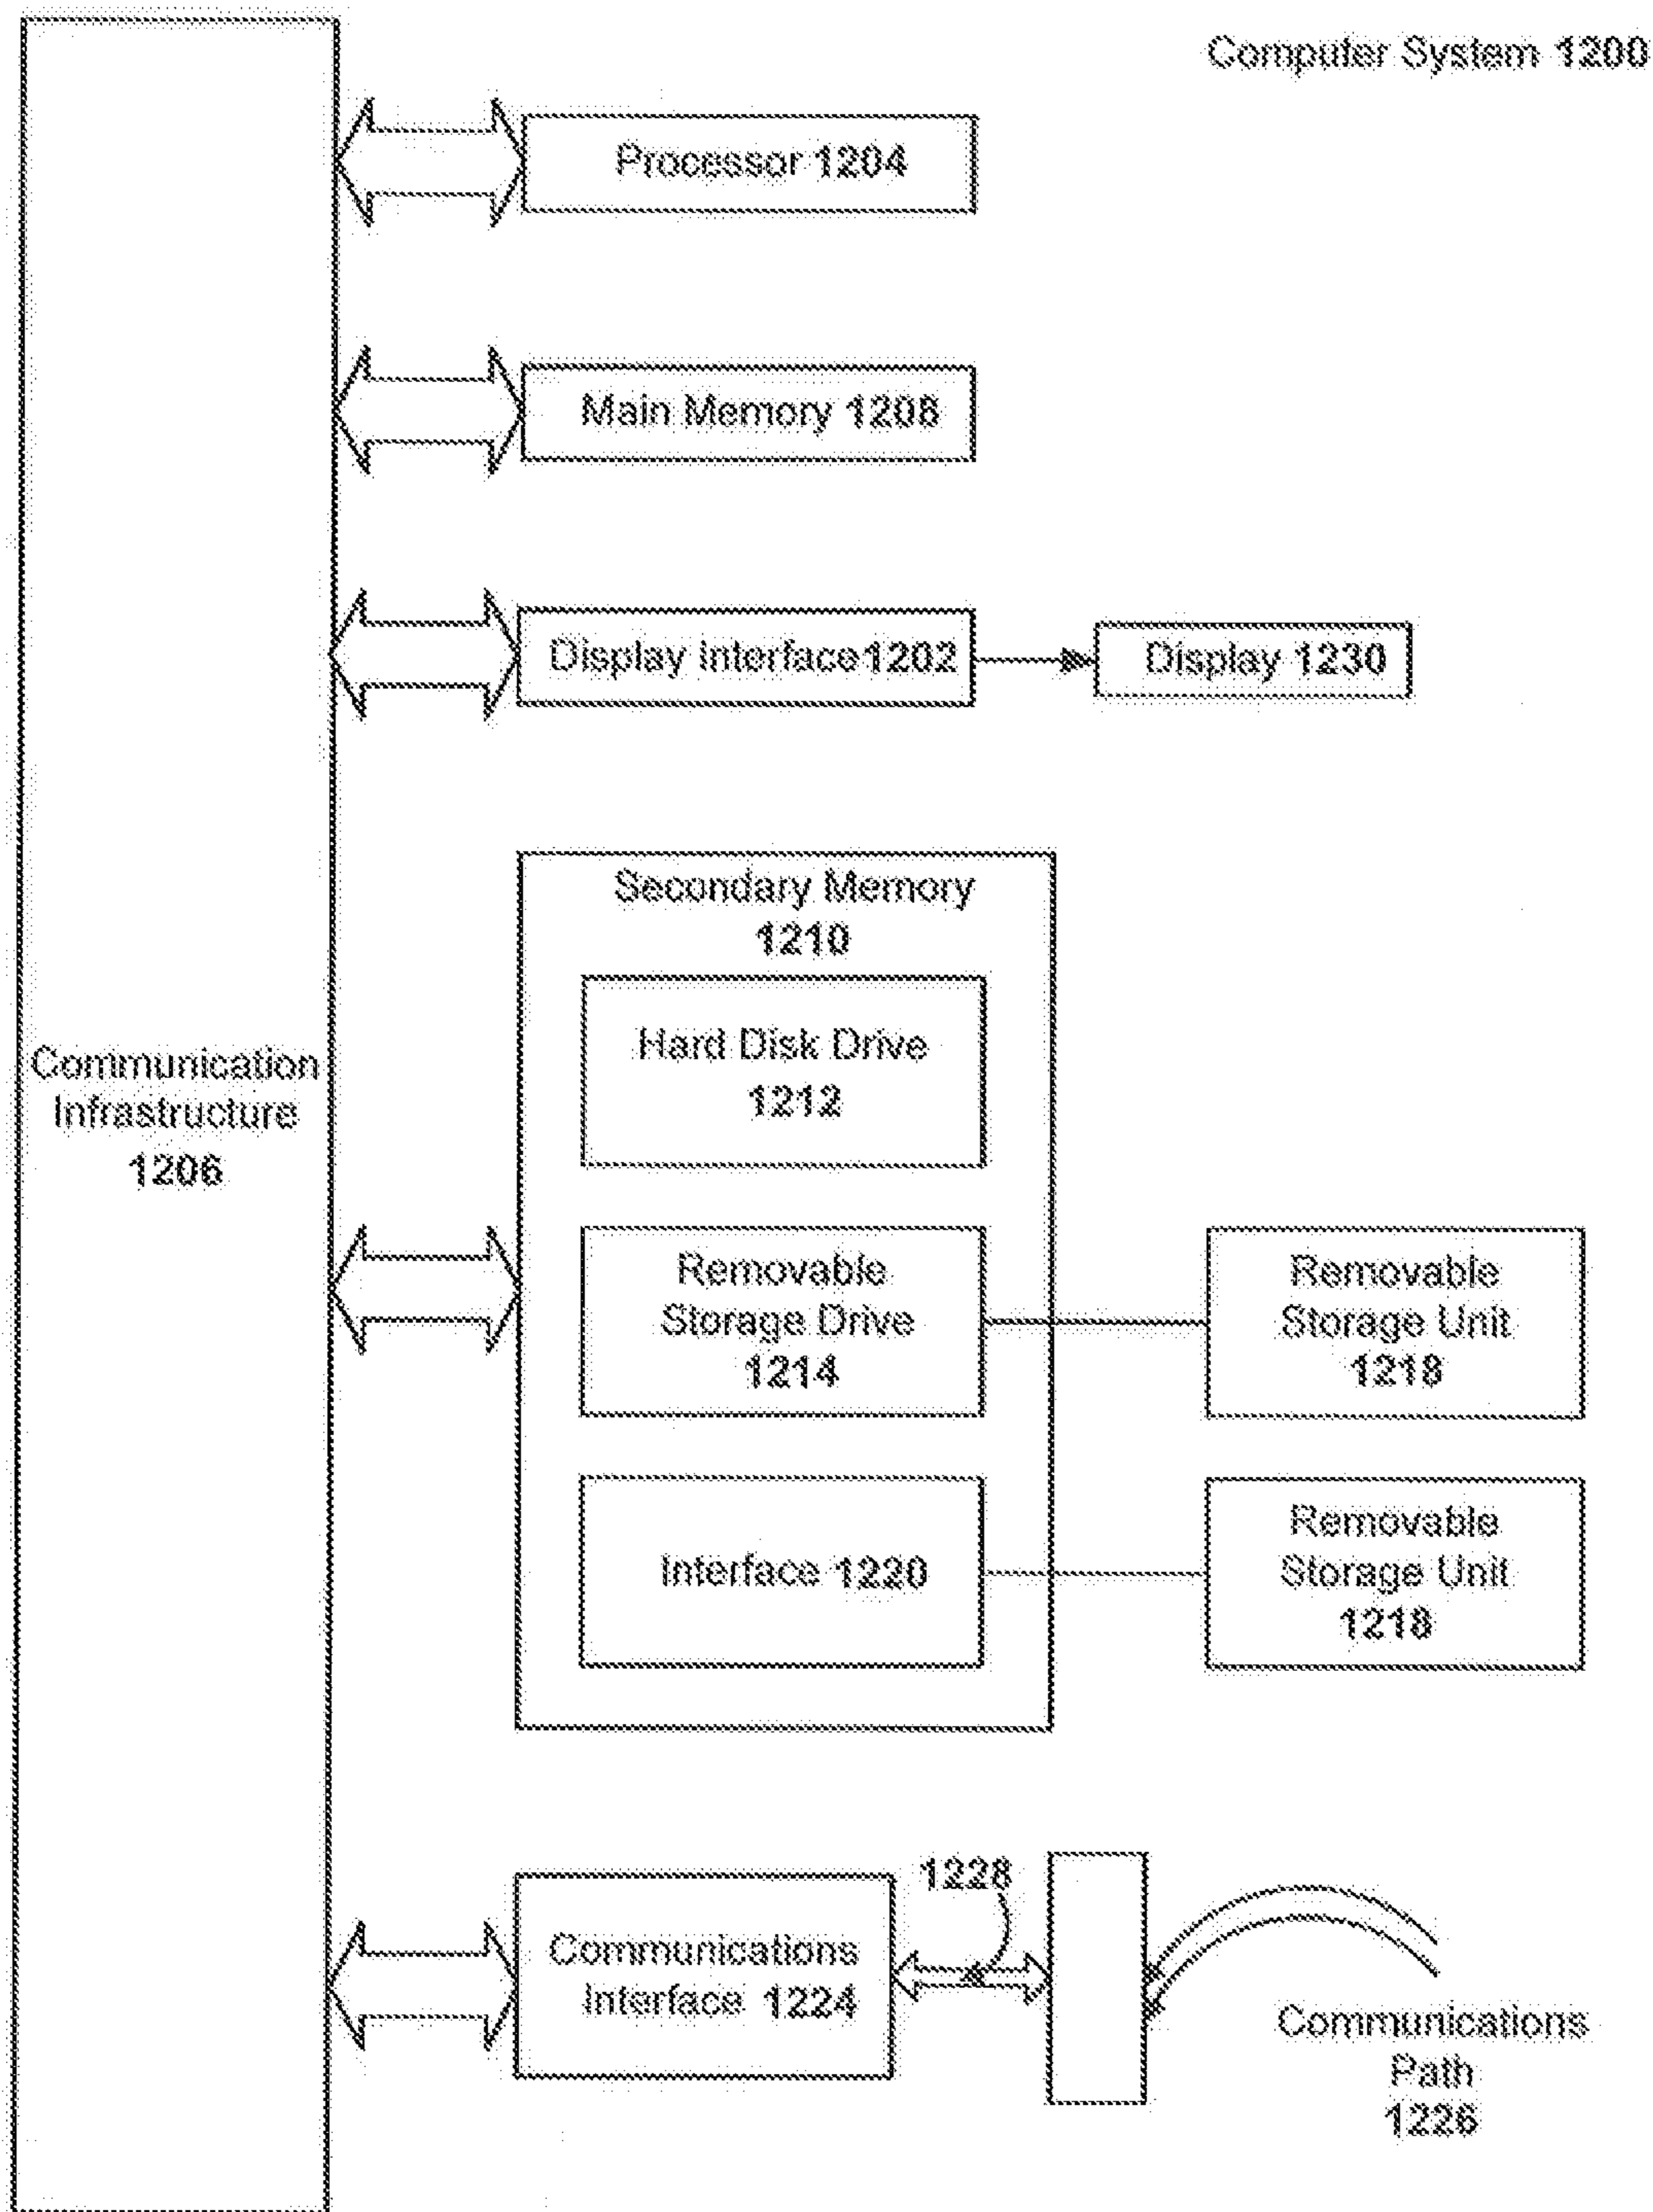 Computer System 1200
Processor 1204
Main Memory 1208
Display Interface 1202
Display 1230
Secondary Memory
1210
Hard Disk Drive
1212
Communication
Infrastructure
1206
Removable
Storage Drive
1214
Removable
Storage Unit
1218
Interface 1220
Removable
Storage Unit
1218
1228
Communications
Interface 1224
Communications
Path
1226